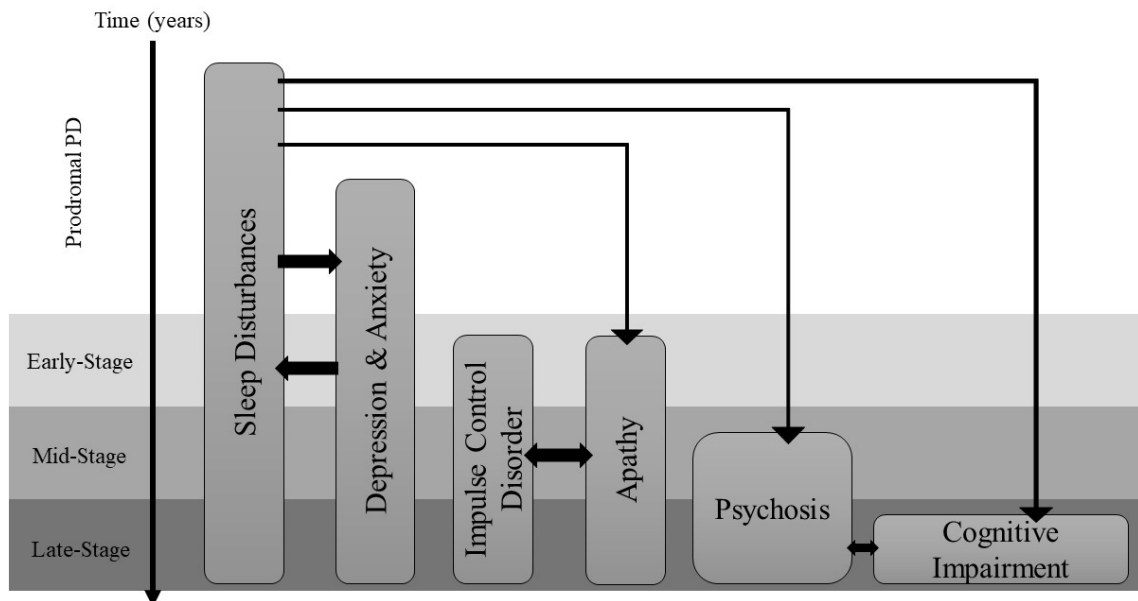 Time (years)
Prodromal PD
Early-Stage
Mid-Stage
Late-Stage
Sleep Disturbances
Depression & Anxiety
Impulse Control
Disorder
Apathy
Psychosis
Cognitive
Impairment